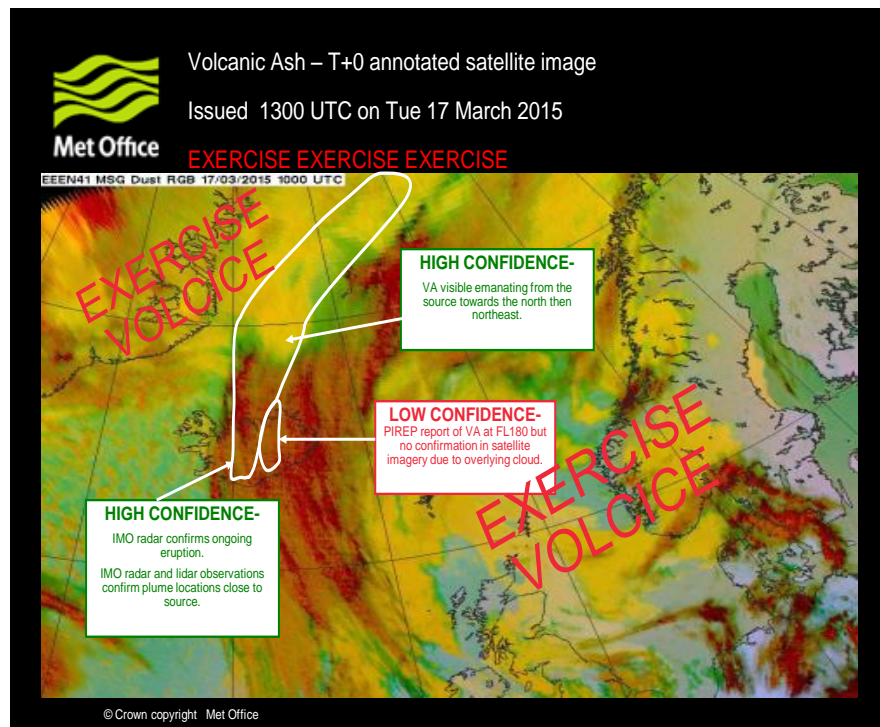 Volcanic Ash – T+0 annotated satellite image
Issued 1300 UTC on Tue 17 March 2015
Met Office
EXERCISE EXERCISE EXERCISE
EEEN41 MSG Dust RGB 17/03/2015 1000 UTC
EXERCISE
VOLCICE
HIGH CONFIDENCE-
VA visible emanating from the
source towards the north then
northeast.
LOW CONFIDENCE-
PIREP report of VA at FL180 but
no confirmation in satellite
imagery due to overlying cloud.
EXERCISE
VOLCICE
HIGH CONFIDENCE-
IMO radar confirms ongoing
eruption.
IMO radar and lidar observations
confirm plume locations close to
source.
© Crown copyright Met Office